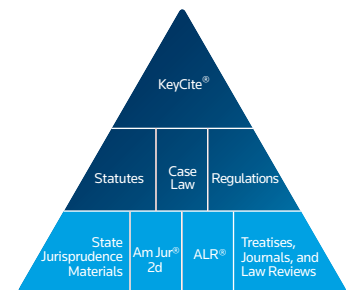 KeyCite®
Statutes
Case
Law
Regulations
State
Jurisprudence
Materials
Am Jur®
2d
ALR®
Treatises,
Journals, and
Law Reviews